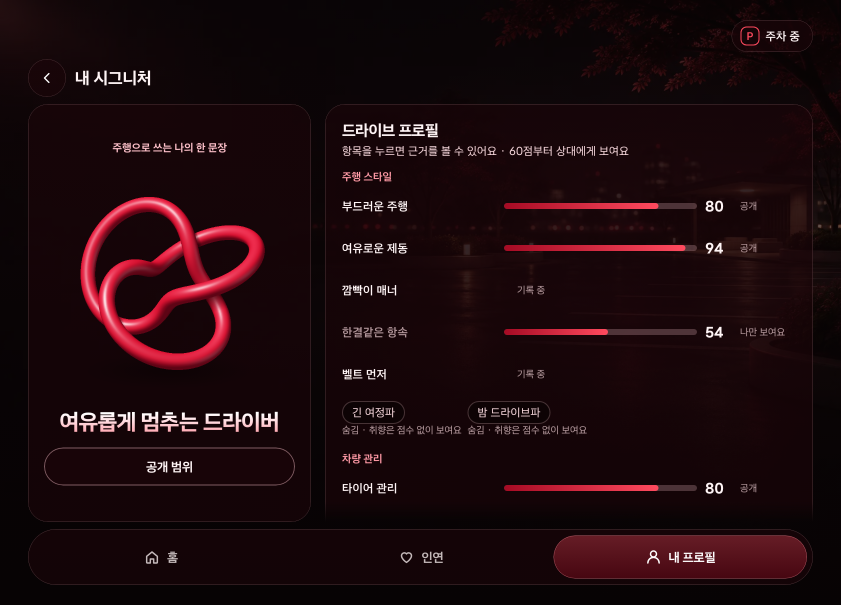 P 주차 중
내 시그니처
주행으로 쓰는 나의 한 문장
여유롭게 멈추는 드라이버
공개 범위
드라이브 프로필
항목을 누르면 근거를 볼 수 있어요 · 60점부터 상대에게 보여요
주행 스타일
부드러운 주행 80 공개
여유로운 제동 94 공개
깜빡이 매너 기록 중
한결같은 항속 54 나만 보여요
벨트 먼저 기록 중
긴 여정파 밤 드라이브파
숨김 · 취향은 점수 없이 보여요 숨김 · 취향은 점수 없이 보여요
차량 관리
타이어 관리 80 공개
홈 인연 내 프로필